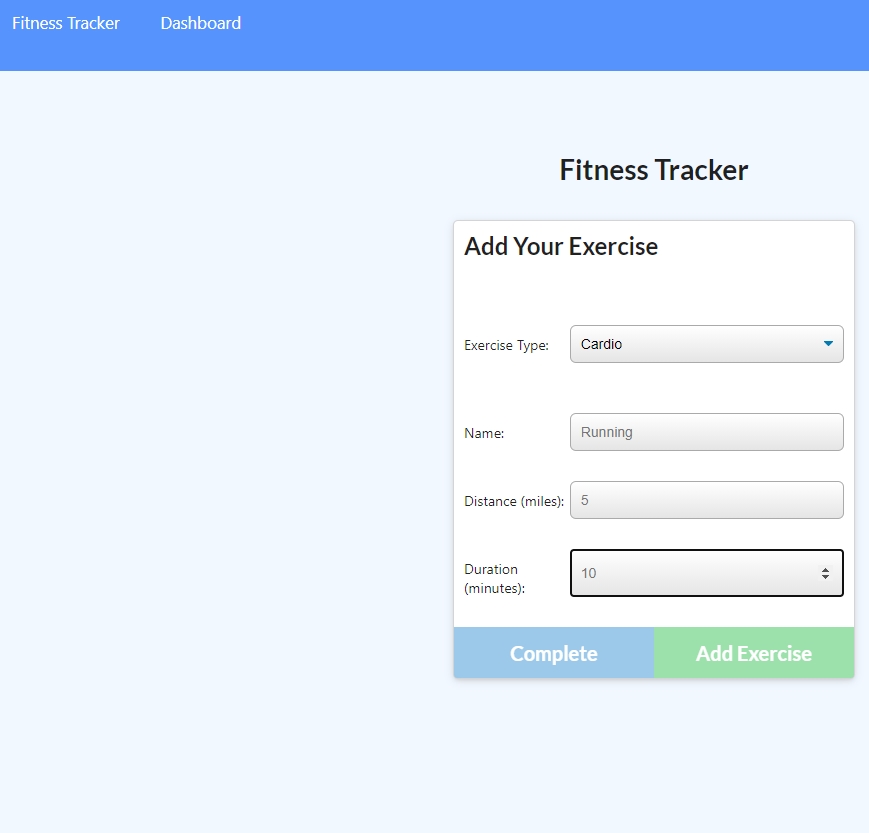 Fitness Tracker Dashboard
Fitness Tracker
Add Your Exercise
Exercise Type: Cardio
Name: Running
Distance (miles): 5
Duration
(minutes): 10
Complete Add Exercise